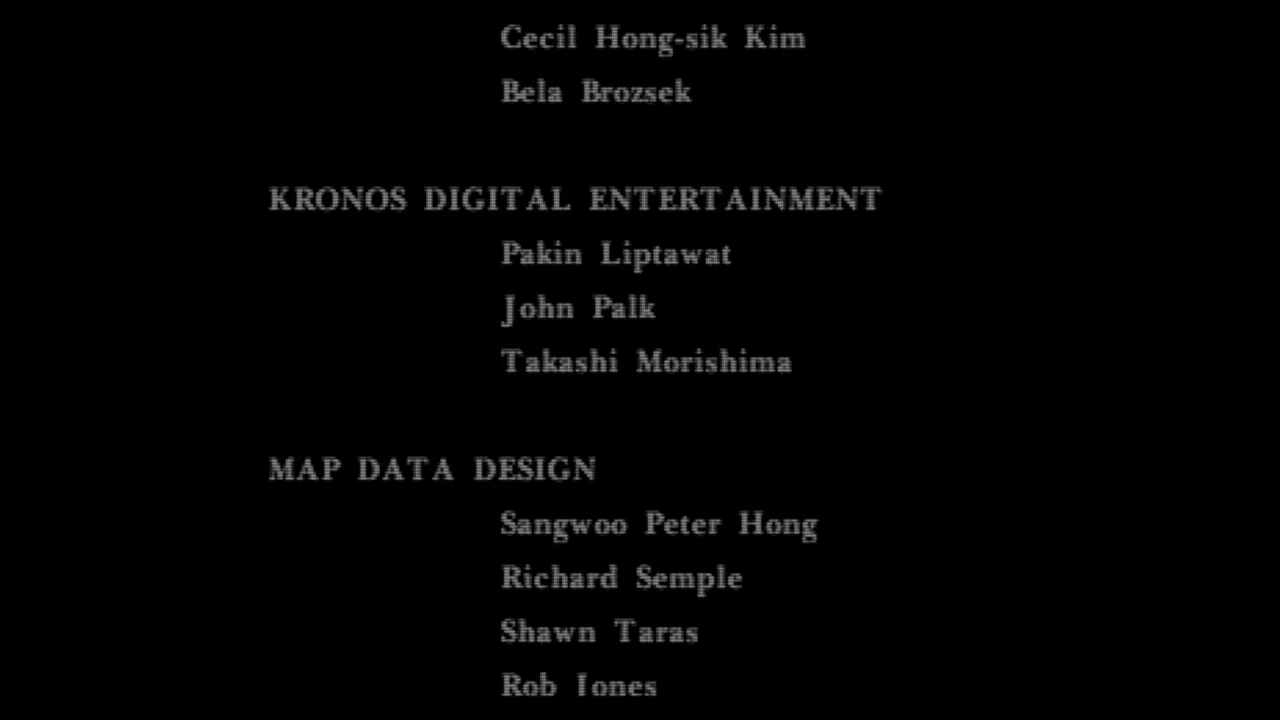 Cecil Hong-sik Kim
Bela Brozsek
KRONOS DIGITAL ENTERTAINMENT
Pakin Liptawat
John Palk
Takashi Morishima
MAP DATA DESIGN
Sangwoo Peter Hong
Richard Semple
Shawn Taras
Rob Jones